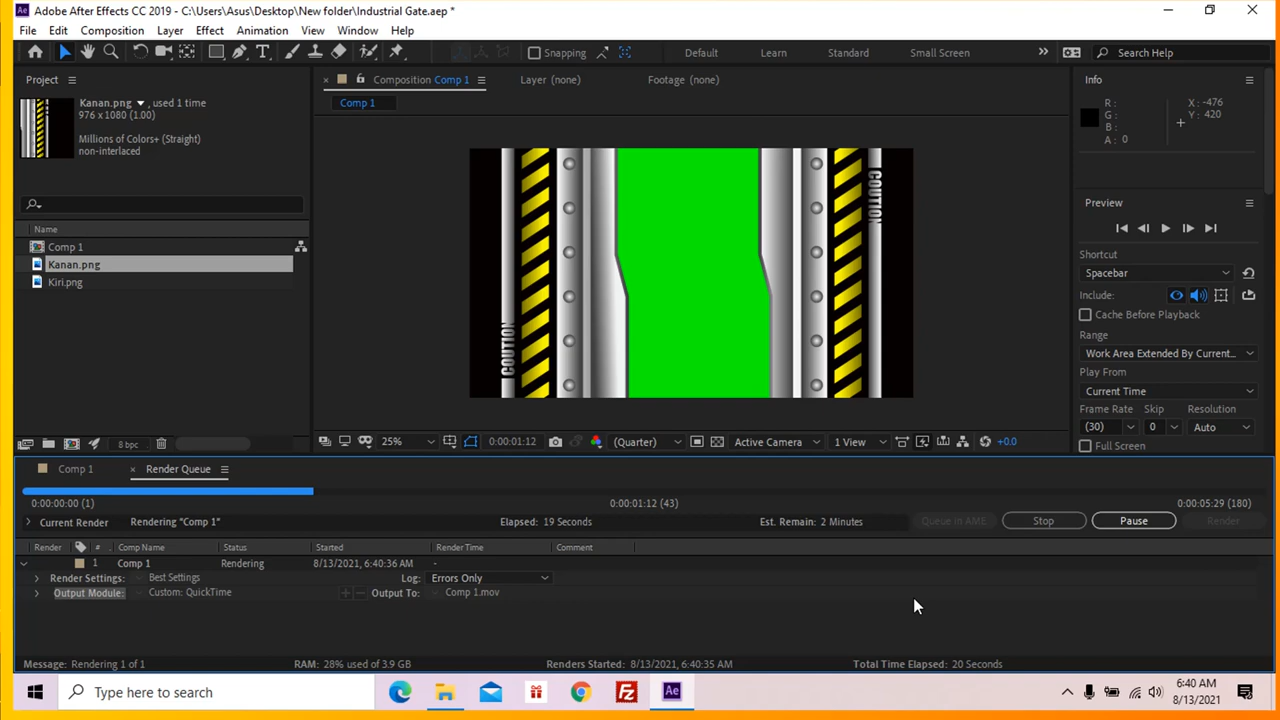 Ae Adobe After Effects CC 2019 - C:\Users\Asus\Desktop\New folder\Industrial Gate.aep *
File Edit Composition Layer Effect Animation View Window Help
Snapping Default Learn Standard Small Screen Search Help
Project
Kanan.png , used 1 time
976 x 1080 (1.00)
Millions of Colors+ (Straight)
non-interlaced
Name
Comp 1
Kanan.png
Kiri.png
8 bpc
Composition Comp 1 Layer (none) Footage (none)
Comp 1
COUTION
COUTION
25% 0:00:01:12 (Quarter) Active Camera 1 View +0.0
Info
R: X: -476
G: Y: 420
B:
A: 0
Preview
Shortcut
Spacebar
Include:
Cache Before Playback
Range
Work Area Extended By Current...
Play From
Current Time
Frame Rate Skip Resolution
(30) 0 Auto
Full Screen
Comp 1 Render Queue
0:00:00:00 (1) 0:00:01:12 (43) 0:00:05:29 (180)
Current Render Rendering "Comp 1" Elapsed: 19 Seconds Est. Remain: 2 Minutes Queue in AME Stop Pause Render
Render # Comp Name Status Started Render Time Comment
1 Comp 1 Rendering 8/13/2021, 6:40:36 AM -
Render Settings: Best Settings Log: Errors Only
Output Module: Custom: QuickTime Output To: Comp 1.mov
Message: Rendering 1 of 1 RAM: 28% used of 3.9 GB Renders Started: 8/13/2021, 6:40:35 AM Total Time Elapsed: 20 Seconds
Type here to search Fz Ae 6:40 AM
8/13/2021